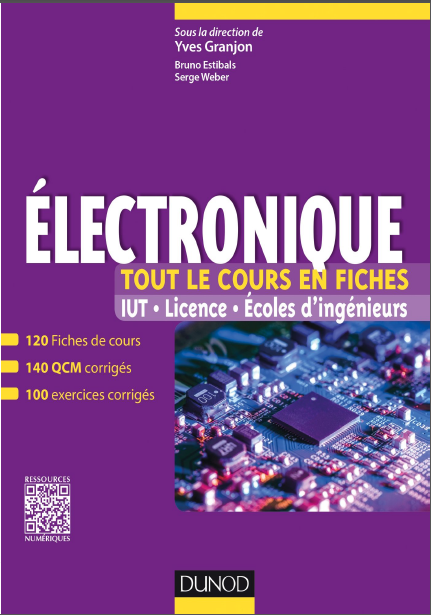 Sous la direction de
Yves Granjon
Bruno Estibals
Serge Weber
ÉLECTRONIQUE
TOUT LE COURS EN FICHES
IUT • Licence • Écoles d'ingénieurs
120 Fiches de cours
140 QCM corrigés
100 exercices corrigés
RESSOURCES
NUMÉRIQUES
DUNOD